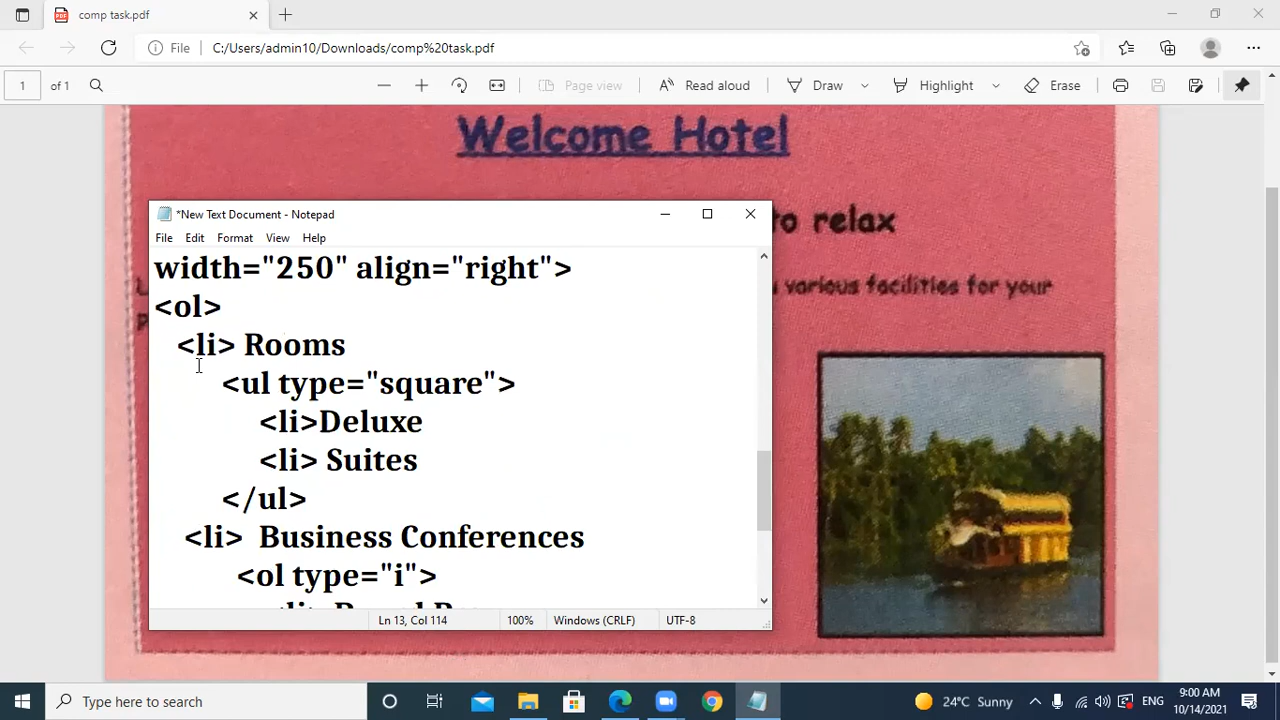 comp task.pdf
File
C:/Users/admin10/Downloads/comp%20task.pdf
1 of 1
Page view
Read aloud
Draw
Highlight
Erase
Welcome Hotel
to relax
various facilities for your
*New Text Document - Notepad
File Edit Format View Help
width="250" align="right">
<ol>
<li> Rooms
<ul type="square">
<li>Deluxe
<li> Suites
</ul>
<li> Business Conferences
<ol type="i">
Ln 13, Col 114
100%
Windows (CRLF)
UTF-8
Type here to search
24°C Sunny
ENG
9:00 AM
10/14/2021